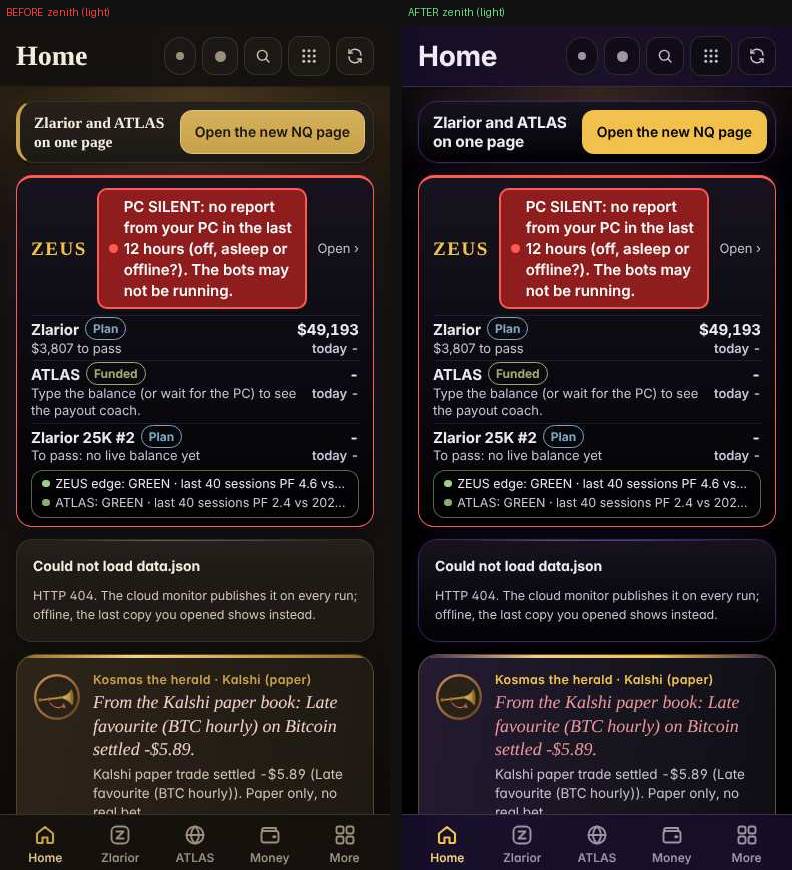 BEFORE zenith (light)
Home
Zlarior and ATLAS
on one page
Open the new NQ page
ZEUS
PC SILENT: no report
from your PC in the last
12 hours (off, asleep or
offline?). The bots may
not be running.
Open ›
Zlarior Plan $49,193
$3,807 to pass today -
ATLAS Funded -
Type the balance (or wait for the PC) to see today -
the payout coach.
Zlarior 25K #2 Plan -
To pass: no live balance yet today -
ZEUS edge: GREEN · last 40 sessions PF 4.6 vs...
ATLAS: GREEN · last 40 sessions PF 2.4 vs 202...
Could not load data.json
HTTP 404. The cloud monitor publishes it on every run;
offline, the last copy you opened shows instead.
Kosmas the herald · Kalshi (paper)
From the Kalshi paper book: Late
favourite (BTC hourly) on Bitcoin
settled -$5.89.
Kalshi paper trade settled -$5.89 (Late
favourite (BTC hourly)). Paper only, no
real bet.
Home Zlarior ATLAS Money More
AFTER zenith (light)
Home
Zlarior and ATLAS
on one page
Open the new NQ page
ZEUS
PC SILENT: no report
from your PC in the last
12 hours (off, asleep or
offline?). The bots may
not be running.
Open ›
Zlarior Plan $49,193
$3,807 to pass today -
ATLAS Funded -
Type the balance (or wait for the PC) to see today -
the payout coach.
Zlarior 25K #2 Plan -
To pass: no live balance yet today -
ZEUS edge: GREEN · last 40 sessions PF 4.6 vs...
ATLAS: GREEN · last 40 sessions PF 2.4 vs 202...
Could not load data.json
HTTP 404. The cloud monitor publishes it on every run;
offline, the last copy you opened shows instead.
Kosmas the herald · Kalshi (paper)
From the Kalshi paper book: Late
favourite (BTC hourly) on Bitcoin
settled -$5.89.
Kalshi paper trade settled -$5.89 (Late
favourite (BTC hourly)). Paper only, no
real bet.
Home Zlarior ATLAS Money More